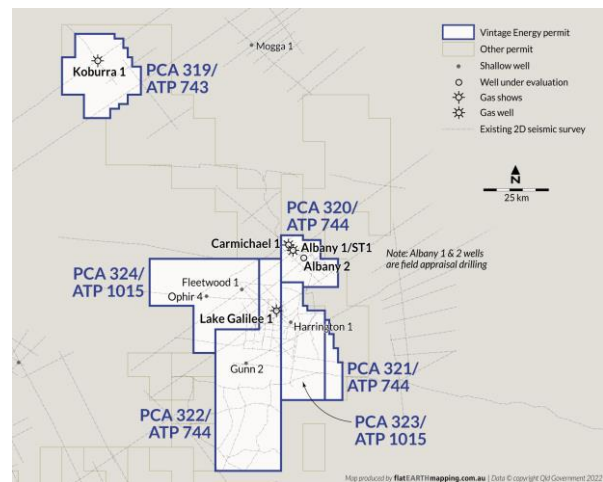 Mogga 1
Koburra 1
PCA 319/
ATP 743
Vintage Energy permit
Other permit
Shallow well
Well under evaluation
Gas shows
Gas well
Existing 2D seismic survey
N
25 km
PCA 320/
ATP 744
Carmichael 1
Albany 1/ST1
Albany 2
Note: Albany 1 & 2 wells
are field appraisal drilling
PCA 324/
ATP 1015
Fleetwood 1
Ophir 4
Lake Galilee 1
Harrington 1
Gunn 2
PCA 321/
ATP 744
PCA 322/
ATP 744
PCA 323/
ATP 1015
Map produced by flatEARTHmapping.com.au | Data © copyright Qld Government 2022